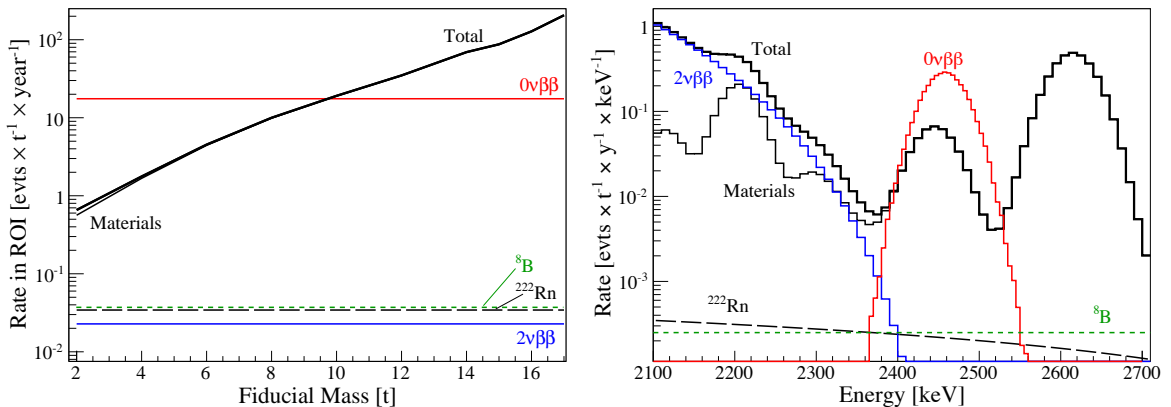 Rate in ROI [evts × t⁻¹ × year⁻¹]
10²
10
1
10⁻¹
10⁻²
Total
0νββ
Materials
⁸B
²²²Rn
2νββ
2 4 6 8 10 12 14 16
Fiducial Mass [t]
Rate [evts × t⁻¹ × y⁻¹ × keV⁻¹]
1
10⁻¹
10⁻²
10⁻³
Total
0νββ
2νββ
Materials
²²²Rn
⁸B
2100 2200 2300 2400 2500 2600 2700
Energy [keV]